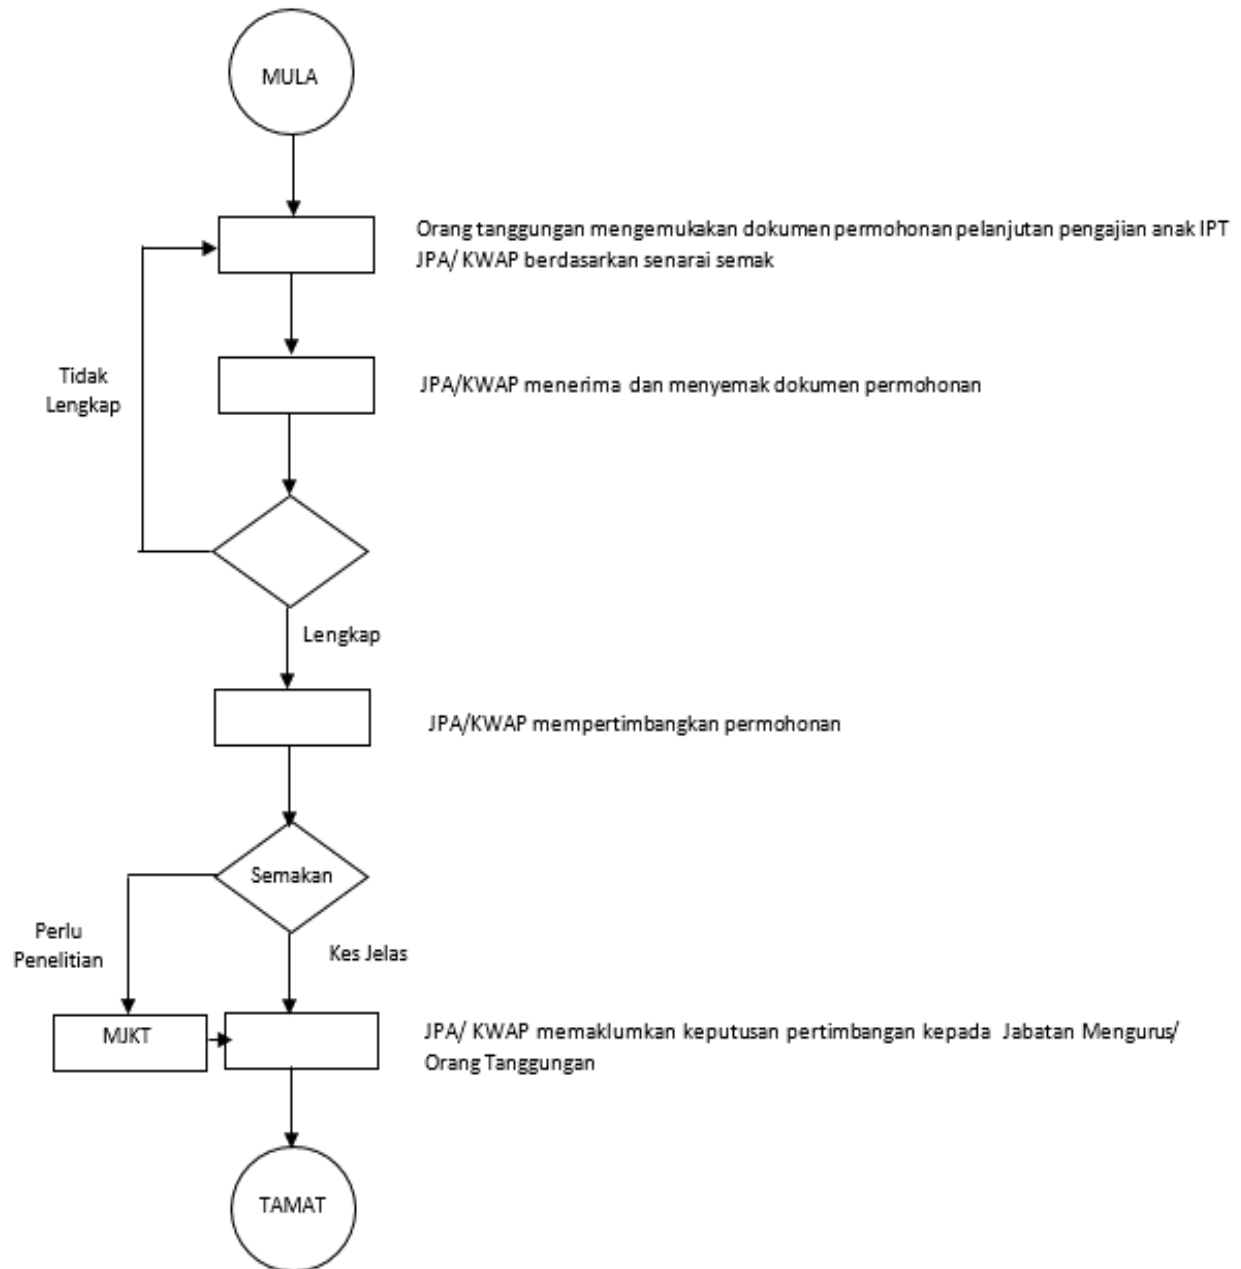 MULA
Orang tanggungan mengemukakan dokumen permohonan pelanjutan pengajian anak IPT
JPA/ KWAP berdasarkan senarai semak
Tidak
Lengkap
JPA/KWAP menerima dan menyemak dokumen permohonan
Lengkap
JPA/KWAP mempertimbangkan permohonan
Semakan
Perlu
Penelitian
Kes Jelas
MJKT
JPA/ KWAP memaklumkan keputusan pertimbangan kepada Jabatan Mengurus/
Orang Tanggungan
TAMAT